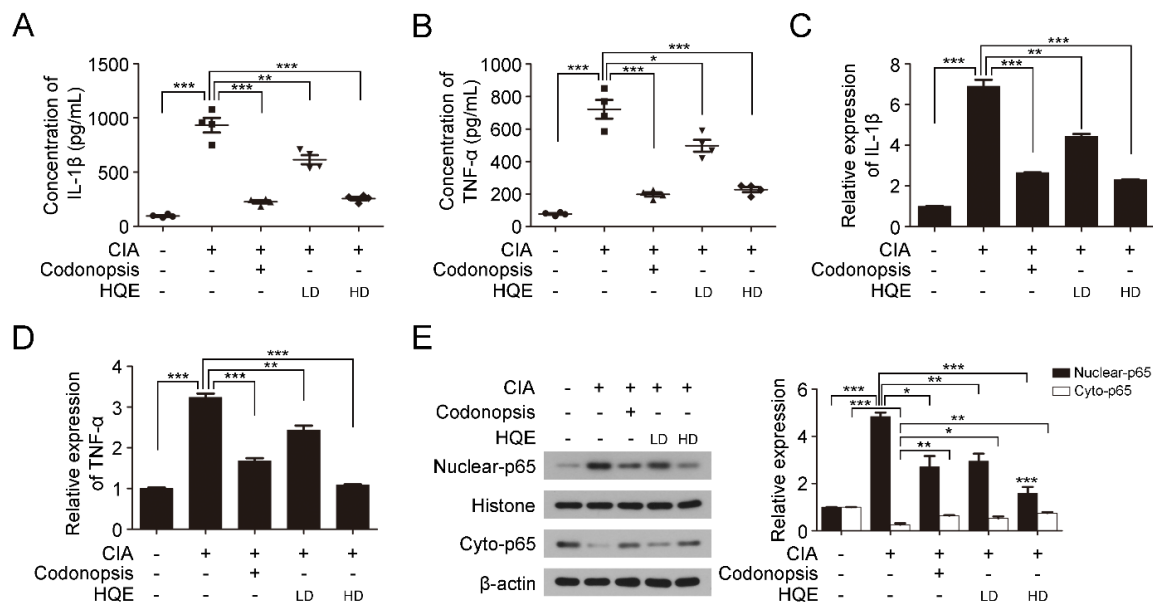 A
Concentration of
IL-1β (pg/mL)
1500
1000
500
0
***
***
**
***
CIA - + + + +
Codonopsis - - + - -
HQE - - - LD HD
B
Concentration of
TNF-α (pg/mL)
1000
800
600
400
200
0
***
***
*
***
CIA - + + + +
Codonopsis - - + - -
HQE - - - LD HD
C
Relative expression
of IL-1β
8
6
4
2
0
***
**
***
***
CIA - + + + +
Codonopsis - - + - -
HQE - - - LD HD
D
Relative expression
of TNF-α
4
3
2
1
0
***
**
***
***
CIA - + + + +
Codonopsis - - + - -
HQE - - - LD HD
E
CIA - + + + +
Codonopsis - - + - -
HQE - - - LD HD
Nuclear-p65
Histone
Cyto-p65
β-actin
Relative expression
6
4
2
0
Nuclear-p65
Cyto-p65
***
***
**
*
***
**
*
**
***
CIA - + + + +
Codonopsis - - + - -
HQE - - - LD HD